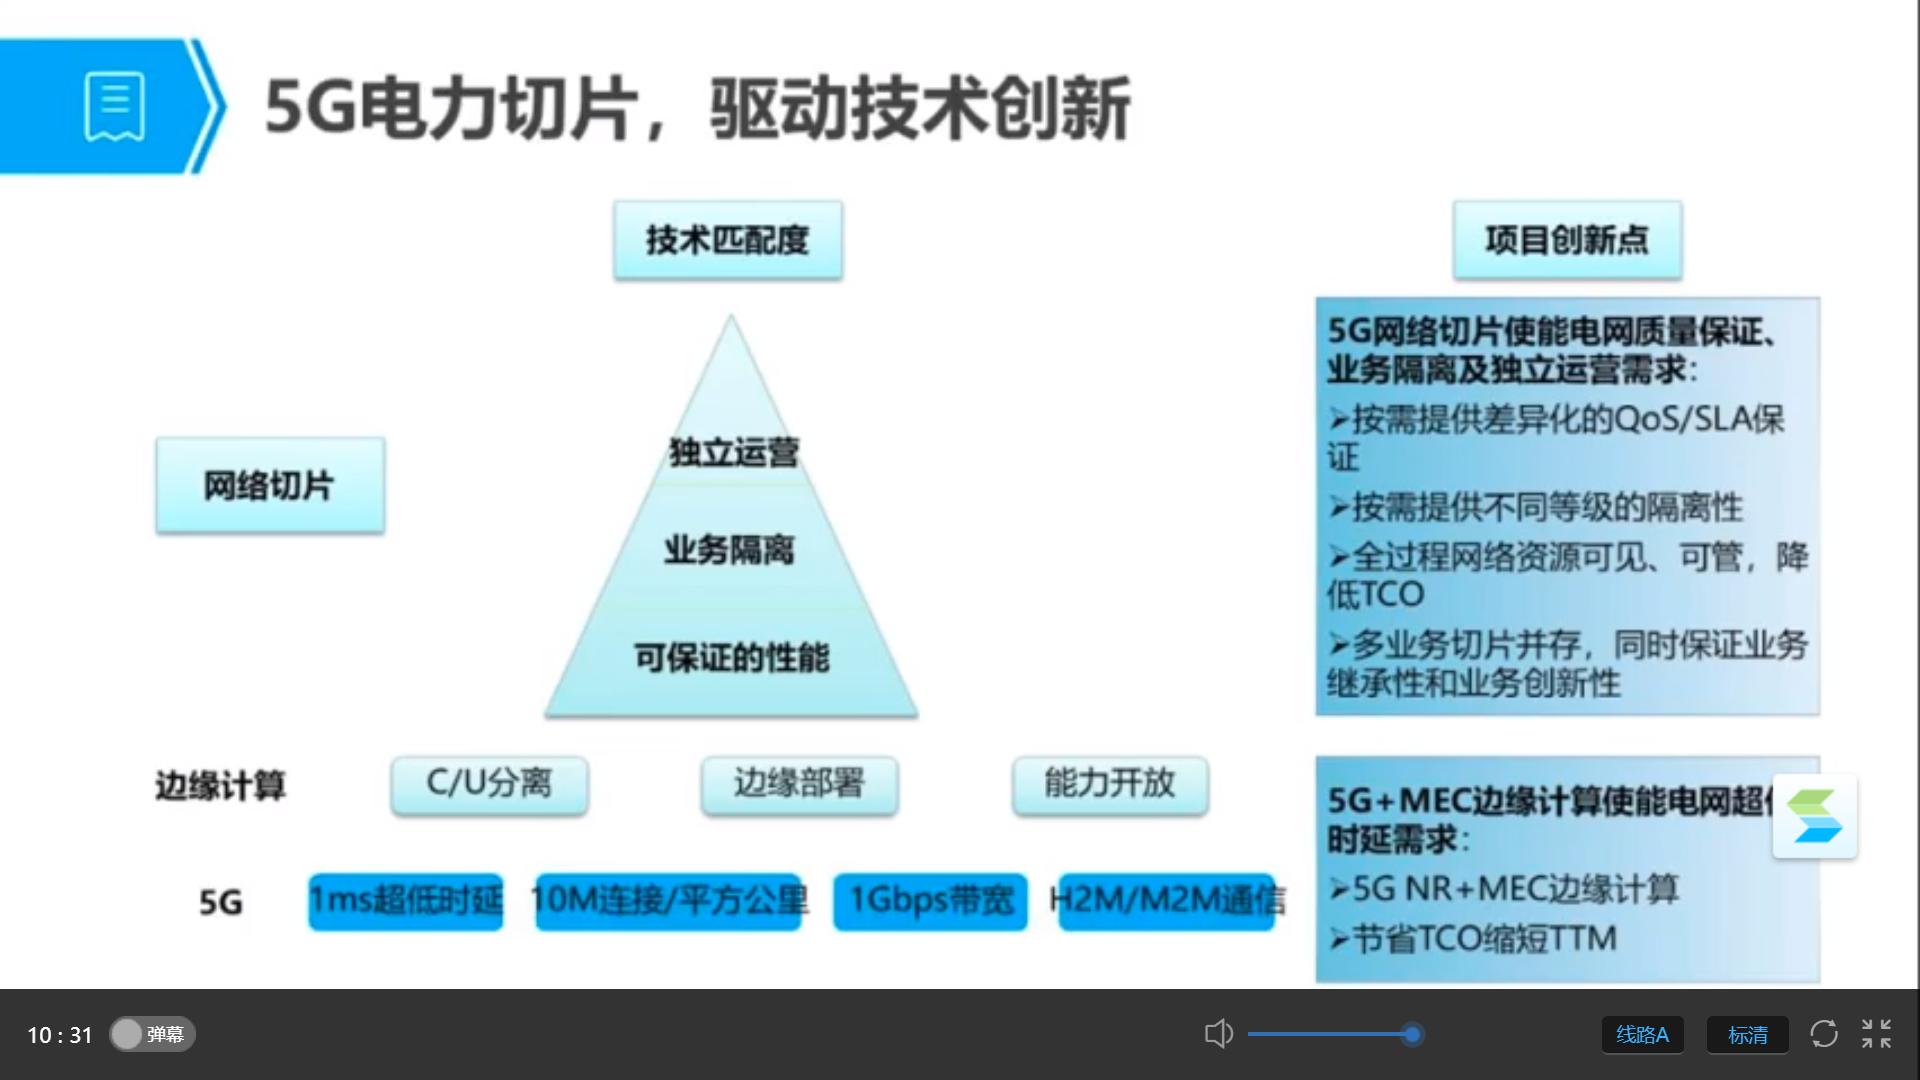 5G电力切片，驱动技术创新
技术匹配度
项目创新点
网络切片
独立运营
业务隔离
可保证的性能
5G网络切片使能电网质量保证、
业务隔离及独立运营需求：
➢按需提供差异化的QoS/SLA保
证
➢按需提供不同等级的隔离性
➢全过程网络资源可见、可管，降
低TCO
➢多业务切片并存，同时保证业务
继承性和业务创新性
边缘计算
C/U分离
边缘部署
能力开放
5G
1ms超低时延
10M连接/平方公里
1Gbps带宽
H2M/M2M通信
5G+MEC边缘计算使能电网超
时延需求：
➢5G NR+MEC边缘计算
➢节省TCO缩短TTM
10:31
弹幕
线路A
标清